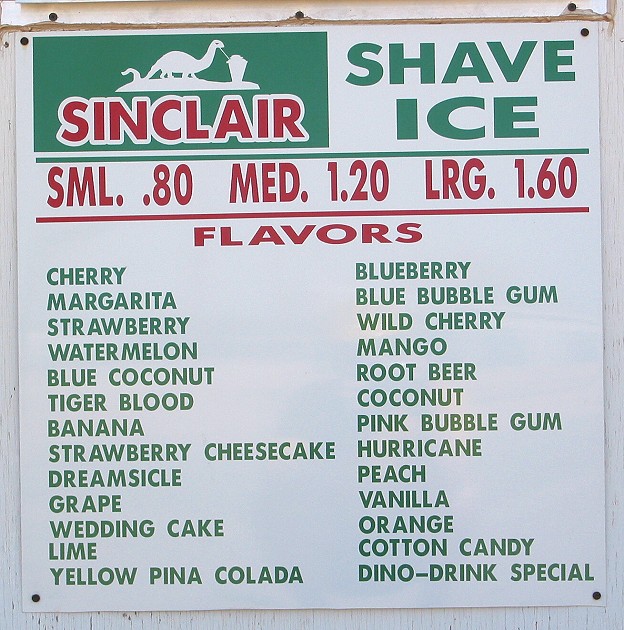 SINCLAIR
SHAVE
ICE
SML. .80 MED. 1.20 LRG. 1.60
FLAVORS
CHERRY
MARGARITA
STRAWBERRY
WATERMELON
BLUE COCONUT
TIGER BLOOD
BANANA
STRAWBERRY CHEESECAKE
DREAMSICLE
GRAPE
WEDDING CAKE
LIME
YELLOW PINA COLADA
BLUEBERRY
BLUE BUBBLE GUM
WILD CHERRY
MANGO
ROOT BEER
COCONUT
PINK BUBBLE GUM
HURRICANE
PEACH
VANILLA
ORANGE
COTTON CANDY
DINO–DRINK SPECIAL